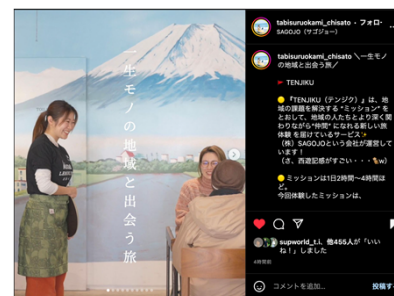 一生モノの地域と出会う旅
tabisuruokami_chisato・フォロー
SAGOJO（サゴジョー）
tabisuruokami_chisato ＼一生モノ
の地域と出会う旅／
TENJIKU
『TENJIKU（テンジク）』は、地
域の課題を解決する “ミッション” を
とおして、地域の人たちとより深く関
わりながら“仲間” になれる新しい旅
体験 を届けているサービス
（株）SAGOJOという会社が運営して
います！
（さ、西遊記感がすごい・・・w）
ミッションは1日2時間〜4時間ほ
ど。
今回体験したミッションは、
supworld_t.i、他455人が「いい
ね！」しました
4時間前
コメントを追加...
投稿す